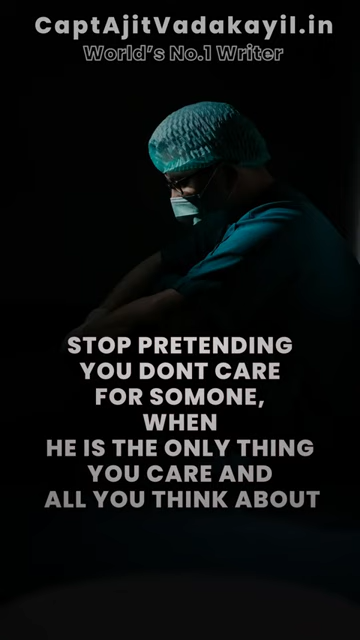 CaptAjitVadakayil.in
World's No.1 Writer
STOP PRETENDING
YOU DONT CARE
FOR SOMONE,
WHEN
HE IS THE ONLY THING
YOU CARE AND
ALL YOU THINK ABOUT